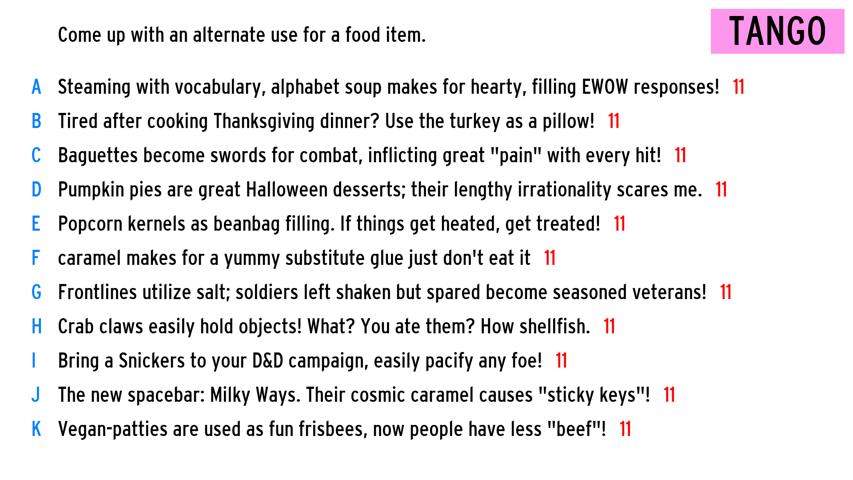 Come up with an alternate use for a food item.
TANGO
A Steaming with vocabulary, alphabet soup makes for hearty, filling EWOW responses! 11
B Tired after cooking Thanksgiving dinner? Use the turkey as a pillow! 11
C Baguettes become swords for combat, inflicting great "pain" with every hit! 11
D Pumpkin pies are great Halloween desserts; their lengthy irrationality scares me. 11
E Popcorn kernels as beanbag filling. If things get heated, get treated! 11
F caramel makes for a yummy substitute glue just don't eat it 11
G Frontlines utilize salt; soldiers left shaken but spared become seasoned veterans! 11
H Crab claws easily hold objects! What? You ate them? How shellfish. 11
I Bring a Snickers to your D&D campaign, easily pacify any foe! 11
J The new spacebar: Milky Ways. Their cosmic caramel causes "sticky keys"! 11
K Vegan-patties are used as fun frisbees, now people have less "beef"! 11